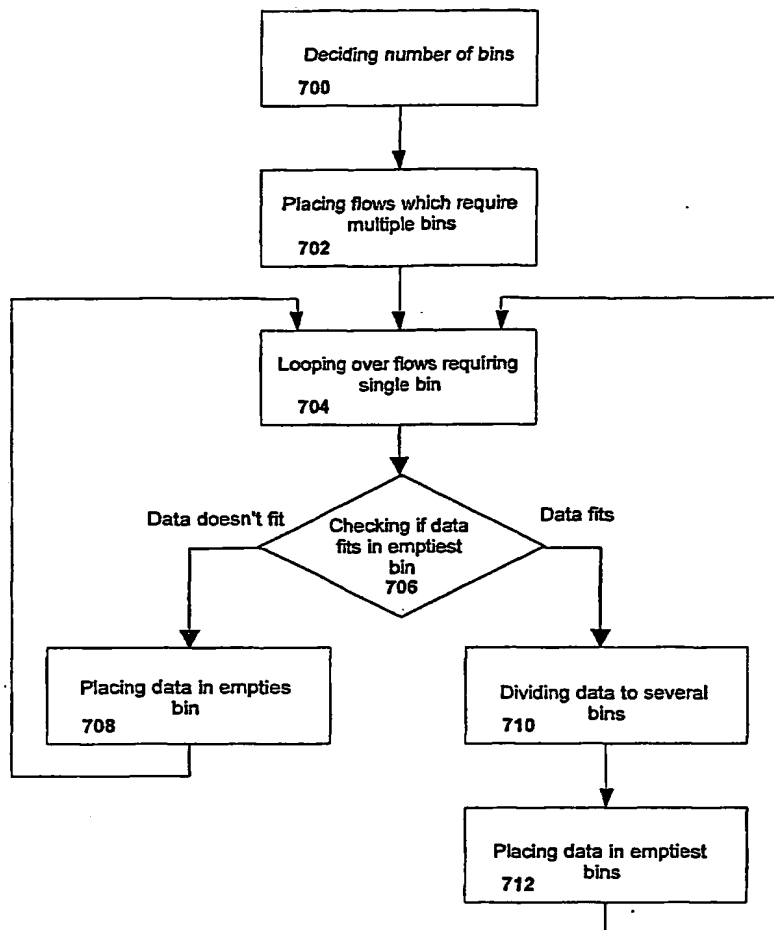 Deciding number of bins
700
Placing flows which require
multiple bins
702
Looping over flows requiring
single bin
704
Data doesn't fit
Data fits
Checking if data
fits in emptiest
bin
706
Placing data in empties
bin
708
Dividing data to several
bins
710
Placing data in emptiest
bins
712